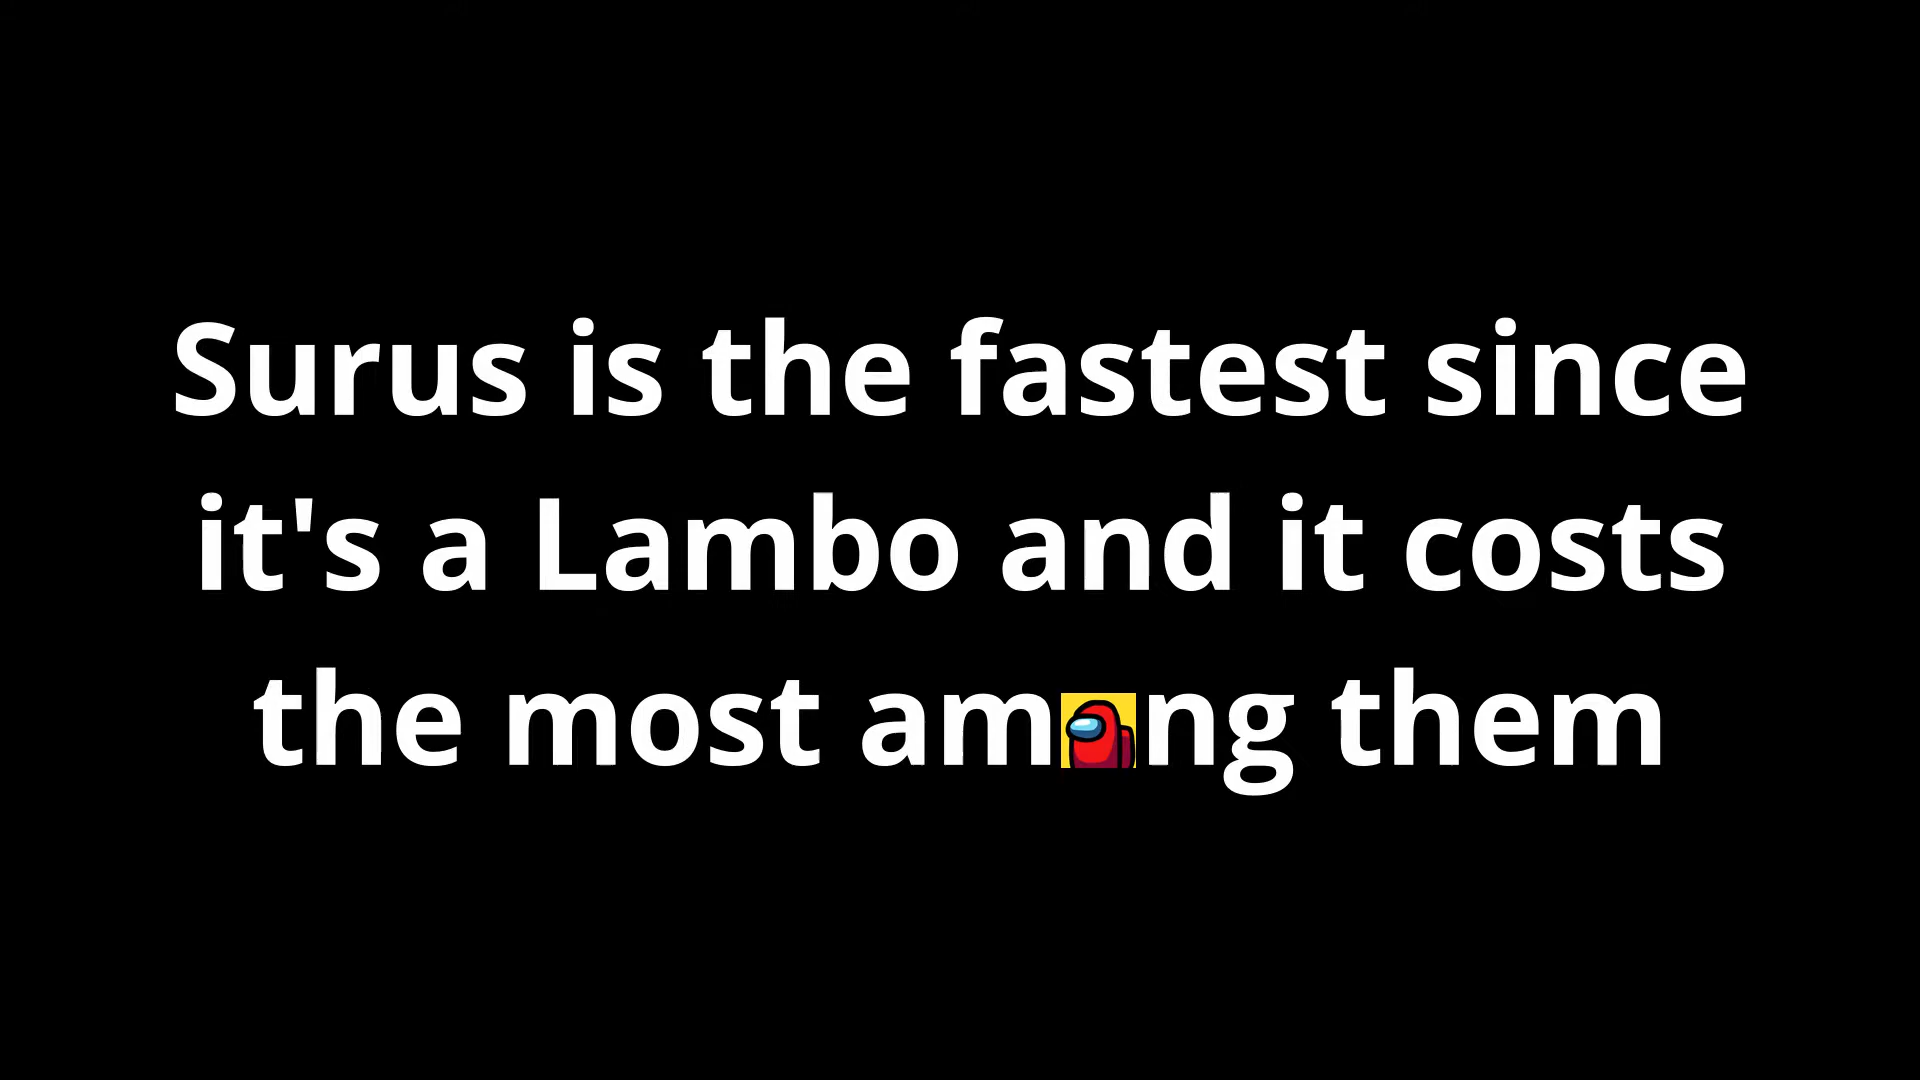 Surus is the fastest since
it's a Lambo and it costs
the most amng them